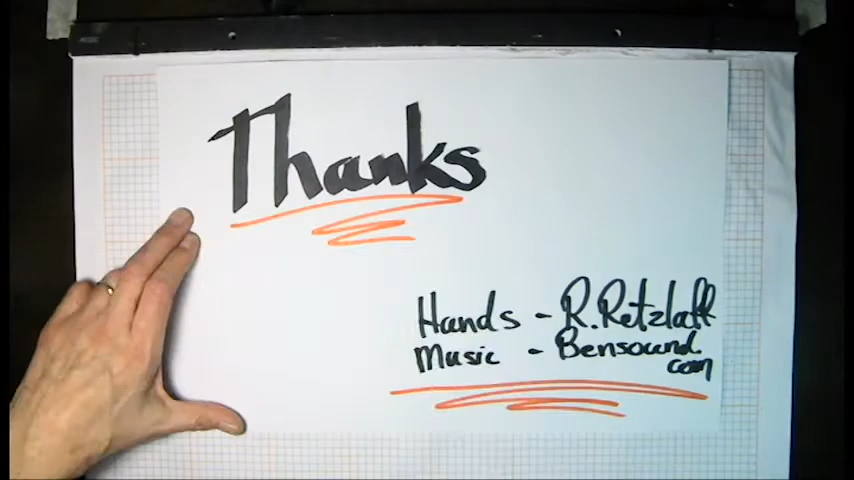 Thanks
Hands - R. Retzlaff
Music - Bensound.
com